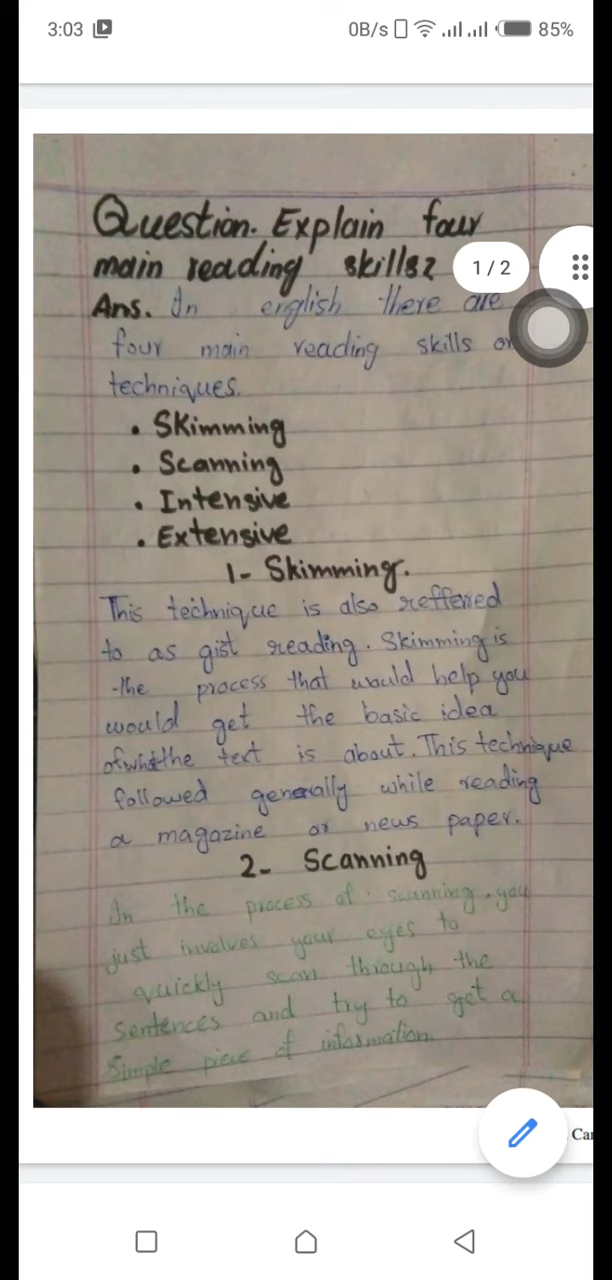 3:03
0B/s
85%
Question. Explain four
main reading skills?
1 / 2
Ans. In english there are
four main reading skills or
techniques.
• Skimming
• Scanning
• Intensive
• Extensive
1- Skimming.
This technique is also reffered
to as gist reading. Skimming is
the process that would help you
would get the basic idea
of the text is about. This technique
followed generally while reading
a magazine or news paper.
2- Scanning
In the process of scanning, you
just involves your eyes to
quickly scan through the
sentences and try to get a
simple piece of information.
Car